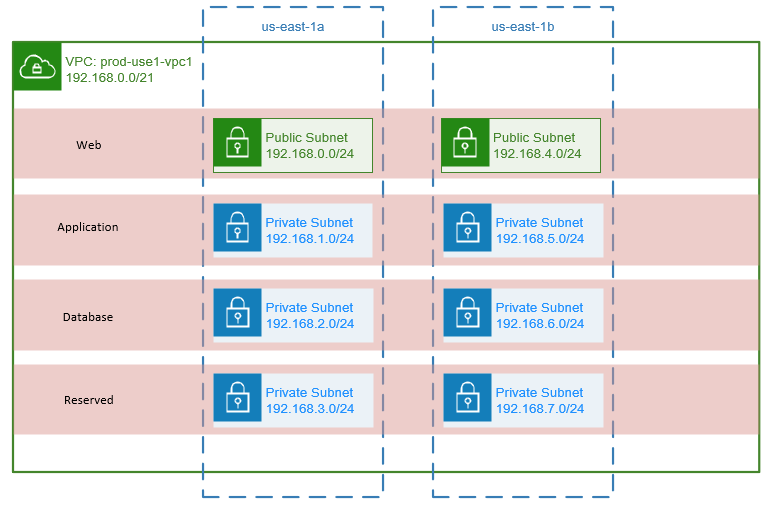 us-east-1a
us-east-1b
VPC: prod-use1-vpc1
192.168.0.0/21
Web
Public Subnet
192.168.0.0/24
Public Subnet
192.168.4.0/24
Application
Private Subnet
192.168.1.0/24
Private Subnet
192.168.5.0/24
Database
Private Subnet
192.168.2.0/24
Private Subnet
192.168.6.0/24
Reserved
Private Subnet
192.168.3.0/24
Private Subnet
192.168.7.0/24